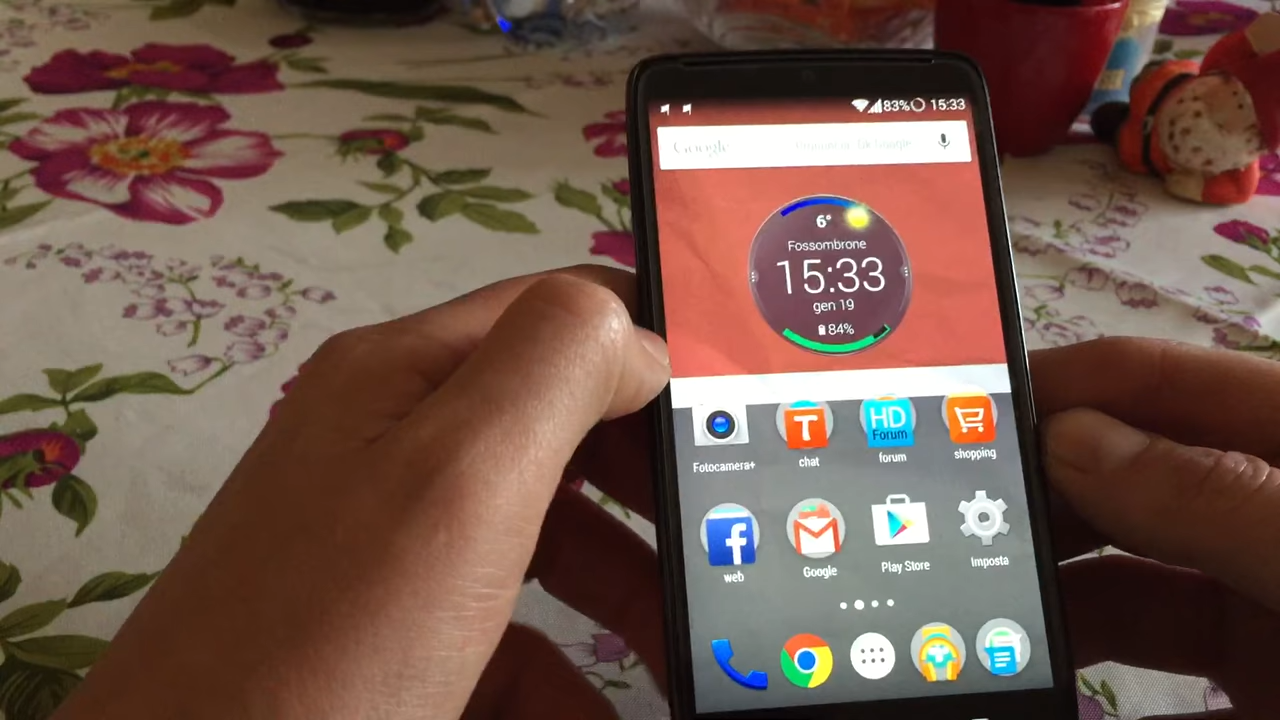 83% 15:33
Google
6°
Fossombrone
15:33
gen 19
84%
T
HD
Forum
Fotocamera+ chat forum shopping
f
web Google Play Store Imposta